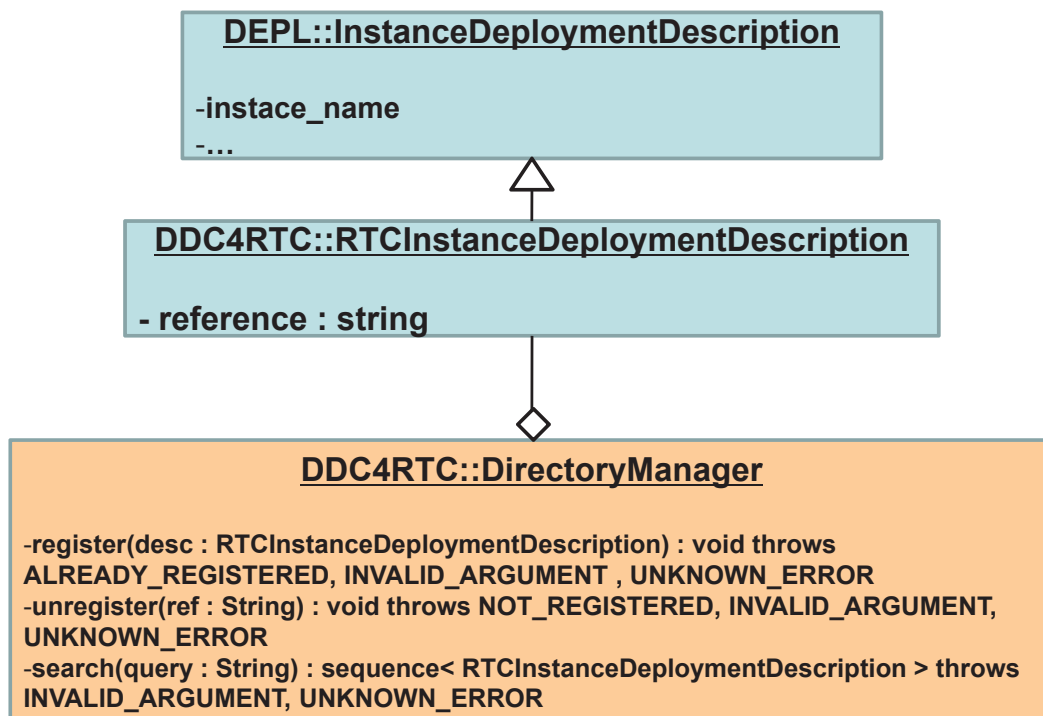 DEPL::InstanceDeploymentDescription
-instace_name
-...
DDC4RTC::RTCInstanceDeploymentDescription
- reference : string
DDC4RTC::DirectoryManager
-register(desc : RTCInstanceDeploymentDescription) : void throws
ALREADY_REGISTERED, INVALID_ARGUMENT , UNKNOWN_ERROR
-unregister(ref : String) : void throws NOT_REGISTERED, INVALID_ARGUMENT,
UNKNOWN_ERROR
-search(query : String) : sequence< RTCInstanceDeploymentDescription > throws
INVALID_ARGUMENT, UNKNOWN_ERROR